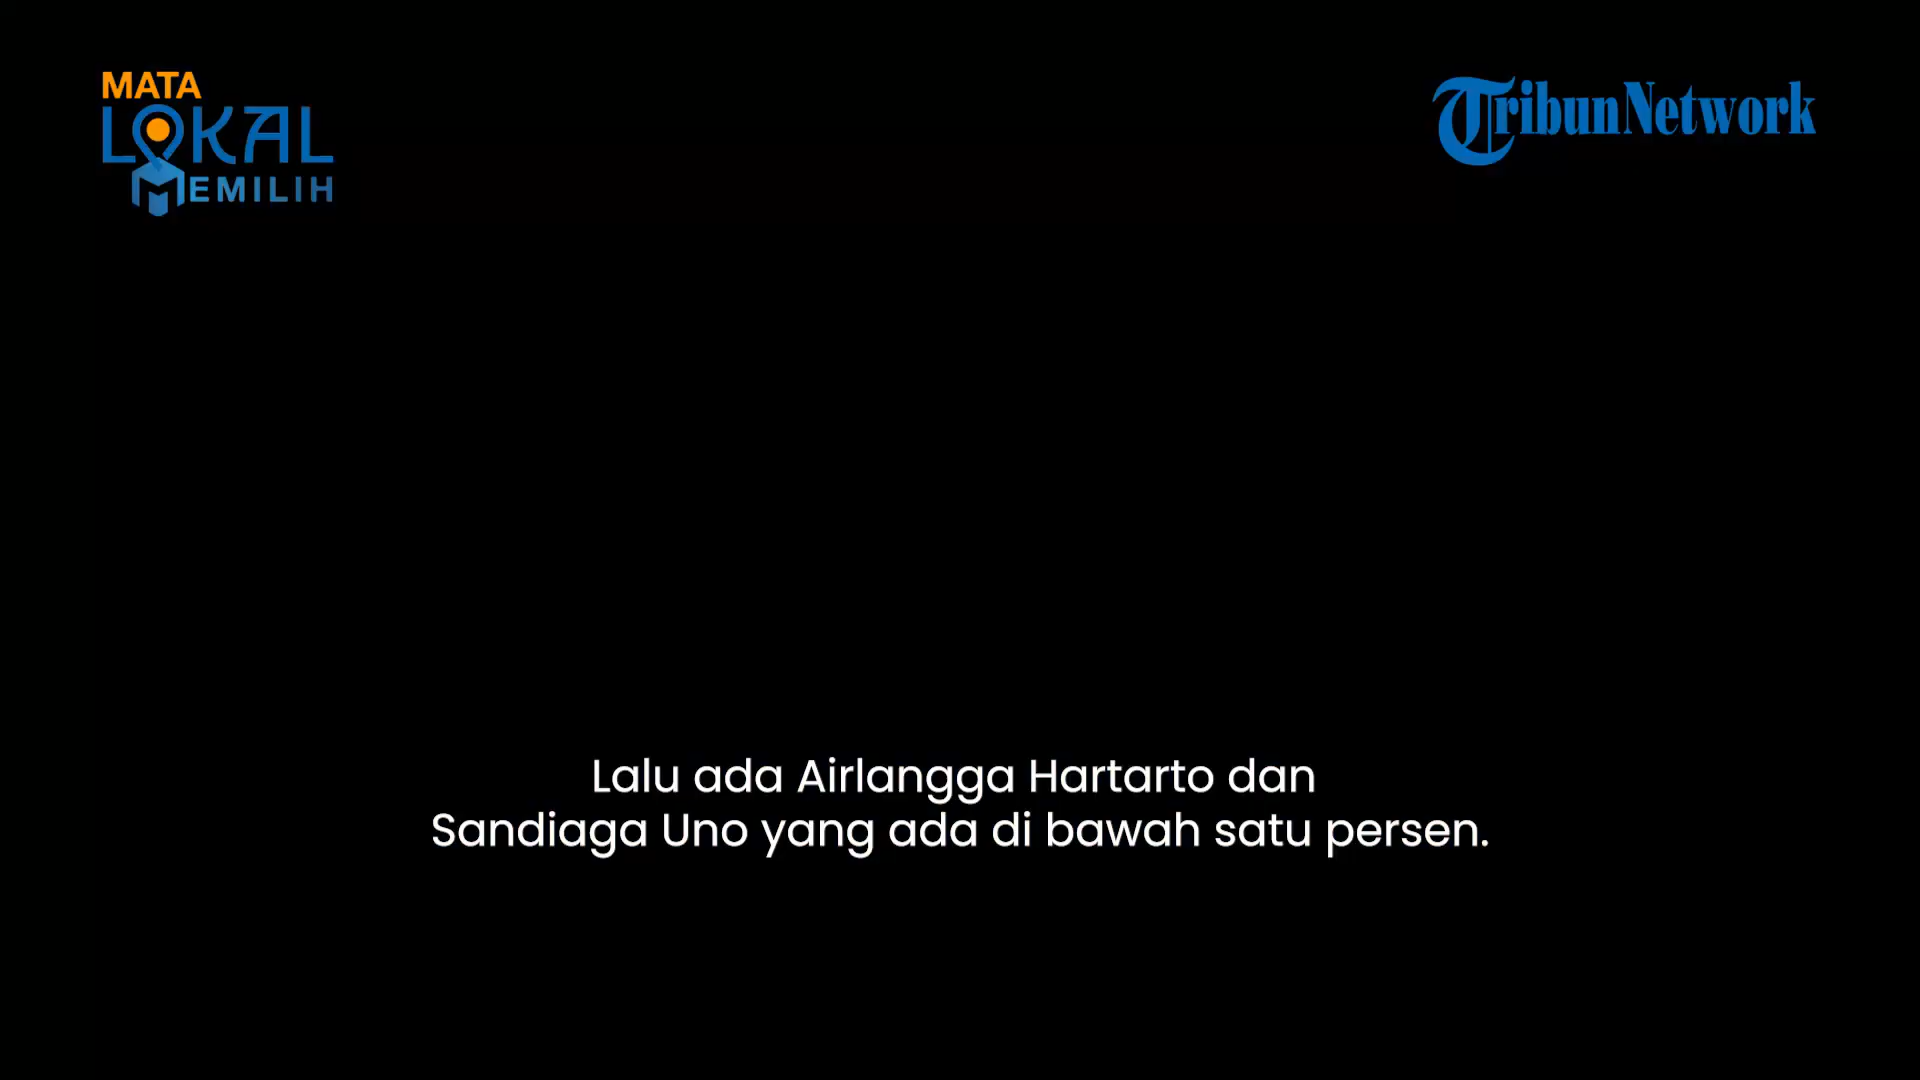 MATA
LOKAL
MEMILIH
TribunNetwork
Lalu ada Airlangga Hartarto dan
Sandiaga Uno yang ada di bawah satu persen.